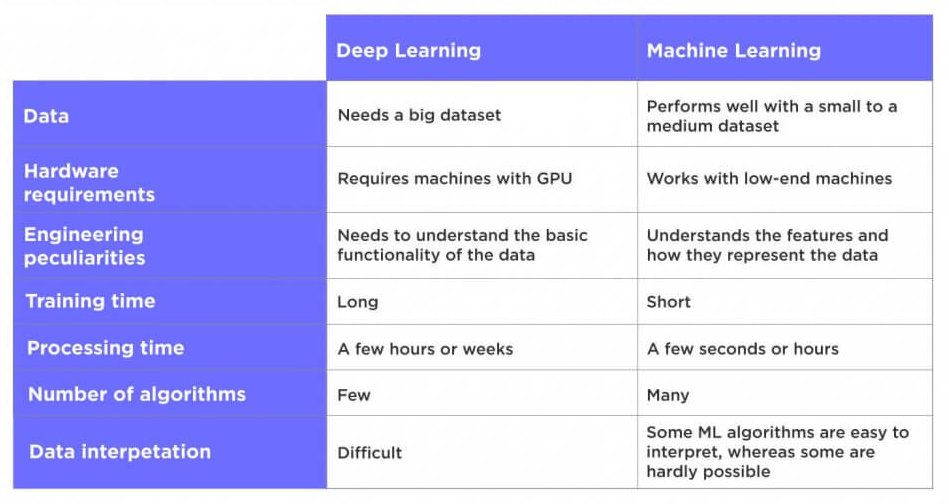 Deep Learning
Machine Learning
Data
Needs a big dataset
Performs well with a small to a
medium dataset
Hardware
requirements
Requires machines with GPU
Works with low-end machines
Engineering
peculiarities
Needs to understand the basic
functionality of the data
Understands the features and
how they represent the data
Training time
Long
Short
Processing time
A few hours or weeks
A few seconds or hours
Number of algorithms
Few
Many
Data interpetation
Difficult
Some ML algorithms are easy to
interpret, whereas some are
hardly possible